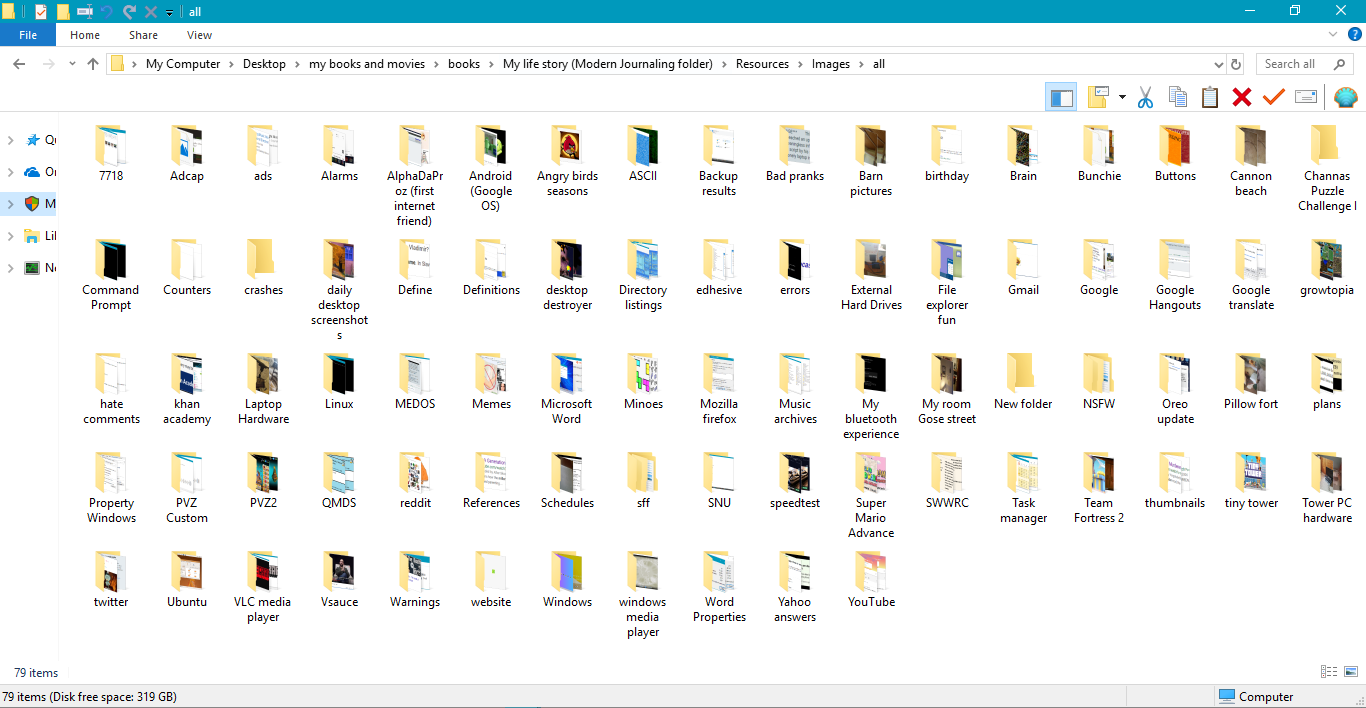 all
File Home Share View
My Computer Desktop my books and movies books My life story (Modern Journaling folder) Resources Images all Search all
7718
Adcap
ads
Alarms
AlphaDaPr
oz (first
internet
friend)
Android
(Google
OS)
Angry birds
seasons
ASCII
Backup
results
Bad pranks
Barn
pictures
birthday
Brain
Bunchie
Buttons
Cannon
beach
Channas
Puzzle
Challenge I
Command
Prompt
Counters
crashes
daily
desktop
screenshot
s
Define
Definitions
desktop
destroyer
Directory
listings
edhesive
errors
External
Hard Drives
File
explorer
fun
Gmail
Google
Google
Hangouts
Google
translate
growtopia
hate
comments
khan
academy
Laptop
Hardware
Linux
MEDOS
Memes
Microsoft
Word
Minoes
Mozilla
firefox
Music
archives
My
bluetooth
experience
My room
Gose street
New folder
NSFW
Oreo
update
Pillow fort
plans
Property
Windows
PVZ
Custom
PVZ2
QMDS
reddit
References
Schedules
sff
SNU
speedtest
Super
Mario
Advance
SWWRC
Task
manager
Team
Fortress 2
thumbnails
tiny tower
Tower PC
hardware
twitter
Ubuntu
VLC media
player
Vsauce
Warnings
website
Windows
windows
media
player
Word
Properties
Yahoo
answers
YouTube
79 items
79 items (Disk free space: 319 GB) Computer